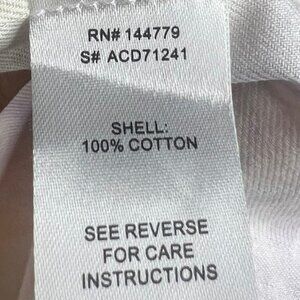 RN# 144779
S# ACD71241
SHELL:
100% COTTON
SEE REVERSE
FOR CARE
INSTRUCTIONS